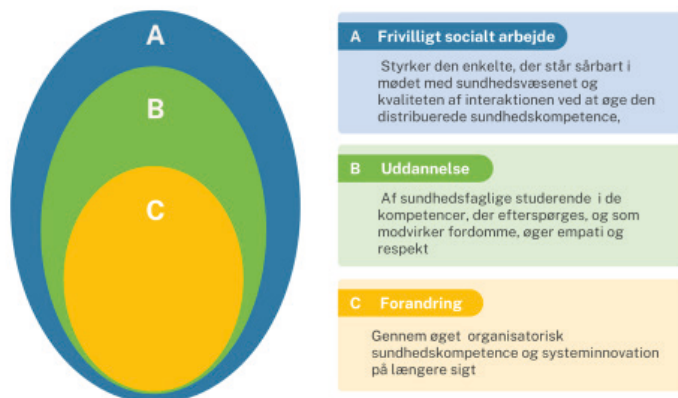 A
B
C
A Frivilligt socialt arbejde
Styrker den enkelte, der står sårbart i
mødet med sundhedsvæsenet og
kvaliteten af interaktionen ved at øge den
distribuerede sundhedskompetence,
B Uddannelse
Af sundhedsfaglige studerende i de
kompetencer, der efterspørges, og som
modvirker fordomme, øger empati og
respekt
C Forandring
Gennem øget organisatorisk
sundhedskompetence og systeminnovation
på længere sigt